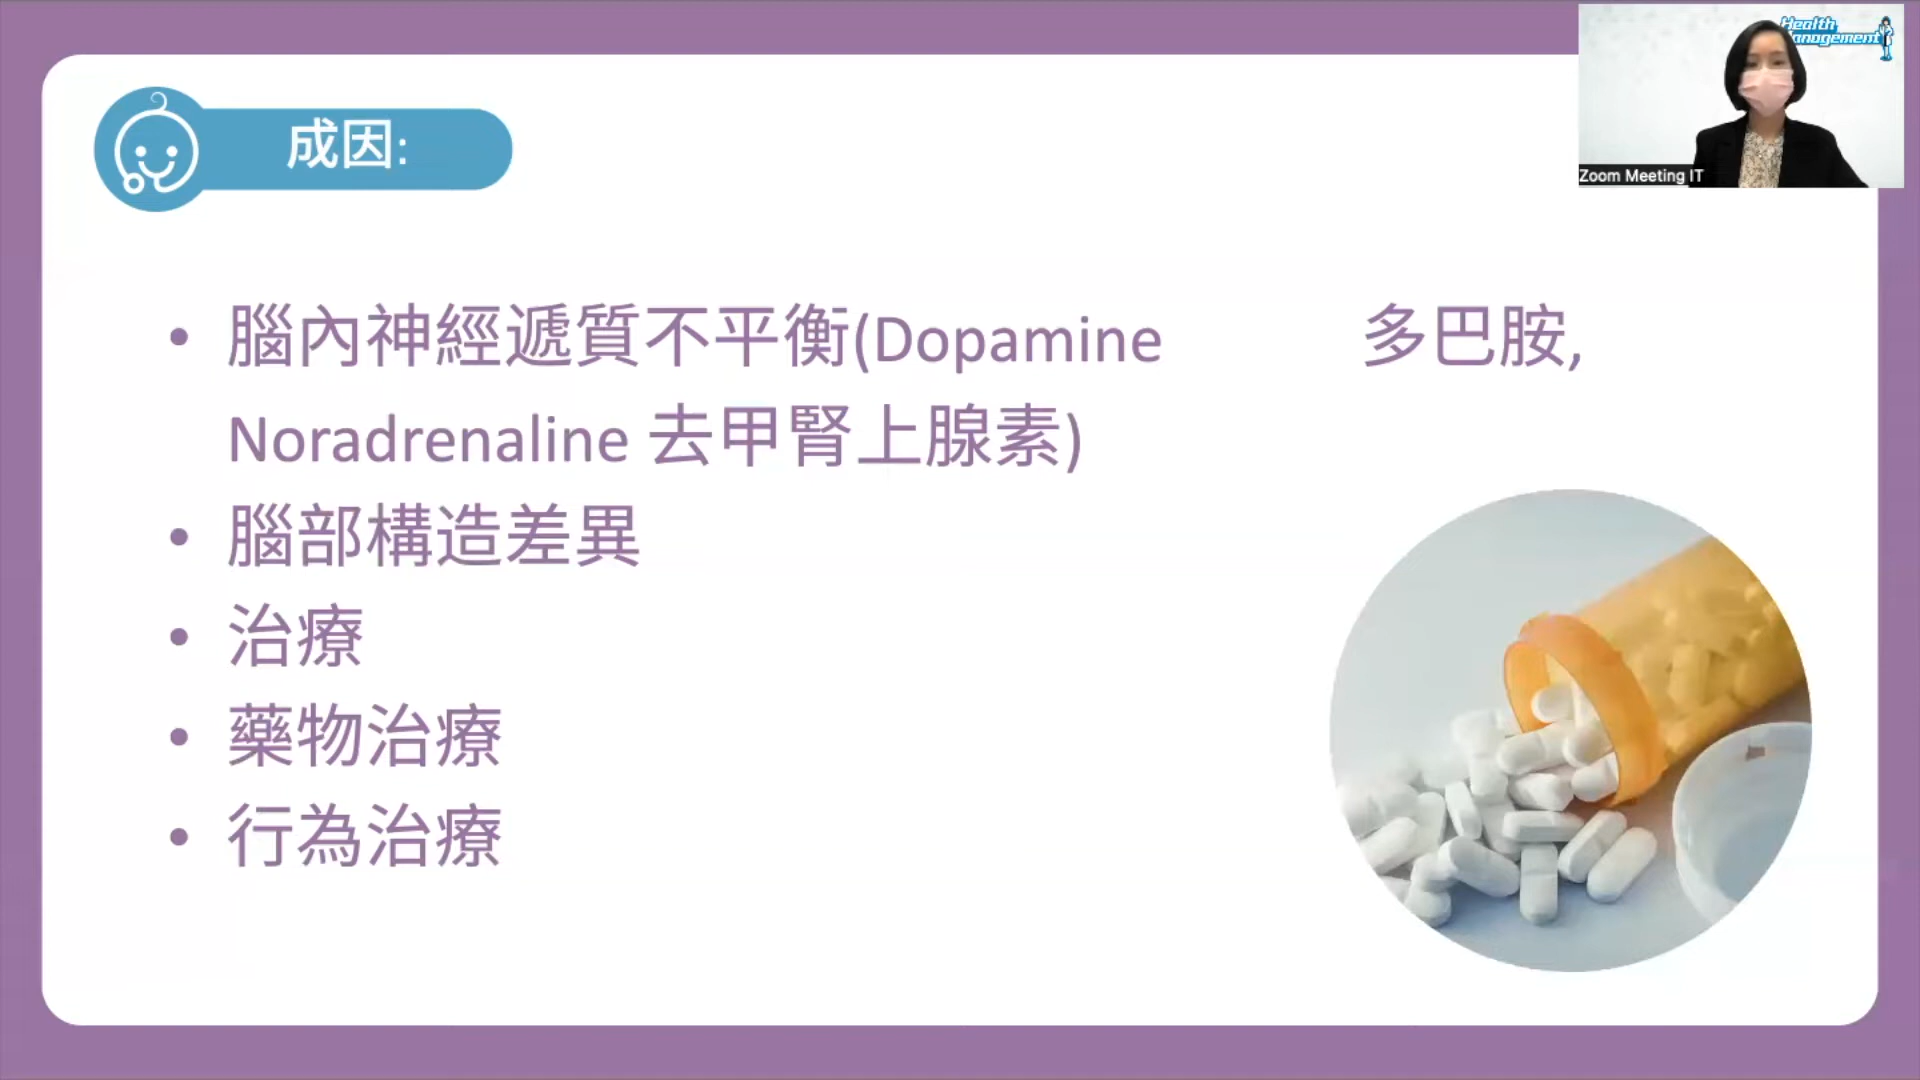 Health
Management
Zoom Meeting IT
成因:
• 腦內神經遞質不平衡(Dopamine 多巴胺,
Noradrenaline 去甲腎上腺素)
• 腦部構造差異
• 治療
• 藥物治療
• 行為治療